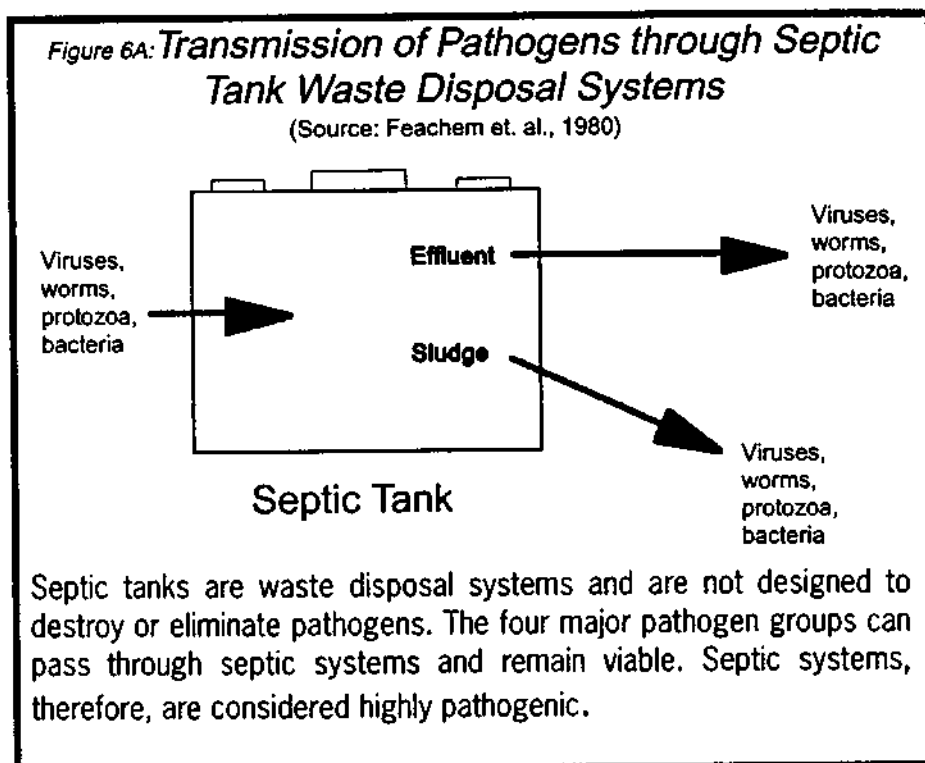 Figure 6A: Transmission of Pathogens through Septic
Tank Waste Disposal Systems
(Source: Feachem et. al., 1980)
Viruses,
worms,
protozoa,
bacteria
Effluent
Sludge
Viruses,
worms,
protozoa,
bacteria
Viruses,
worms,
protozoa,
bacteria
Septic Tank
Septic tanks are waste disposal systems and are not designed to
destroy or eliminate pathogens. The four major pathogen groups can
pass through septic systems and remain viable. Septic systems,
therefore, are considered highly pathogenic.